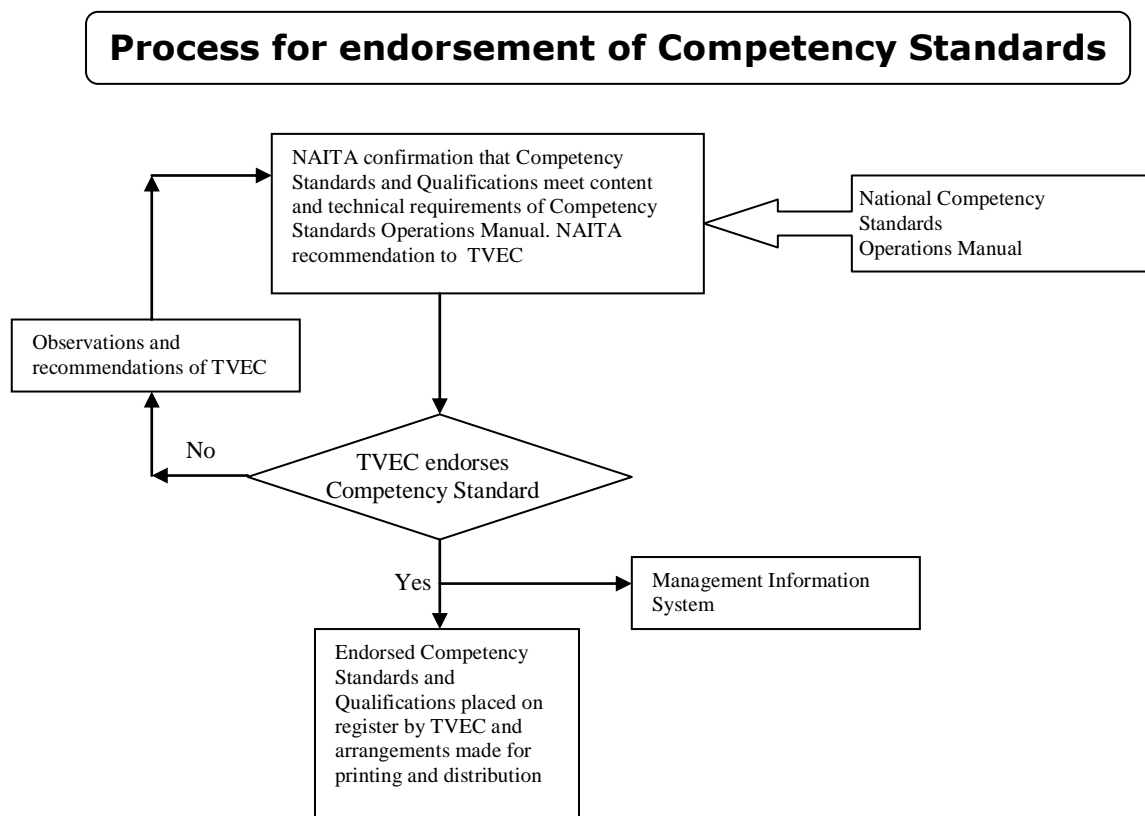 Process for endorsement of Competency Standards
NAITA confirmation that Competency
Standards and Qualifications meet content
and technical requirements of Competency
Standards Operations Manual. NAITA
recommendation to TVEC
National Competency
Standards
Operations Manual
Observations and
recommendations of TVEC
No
TVEC endorses
Competency Standard
Yes
Management Information
System
Endorsed Competency
Standards and
Qualifications placed on
register by TVEC and
arrangements made for
printing and distribution